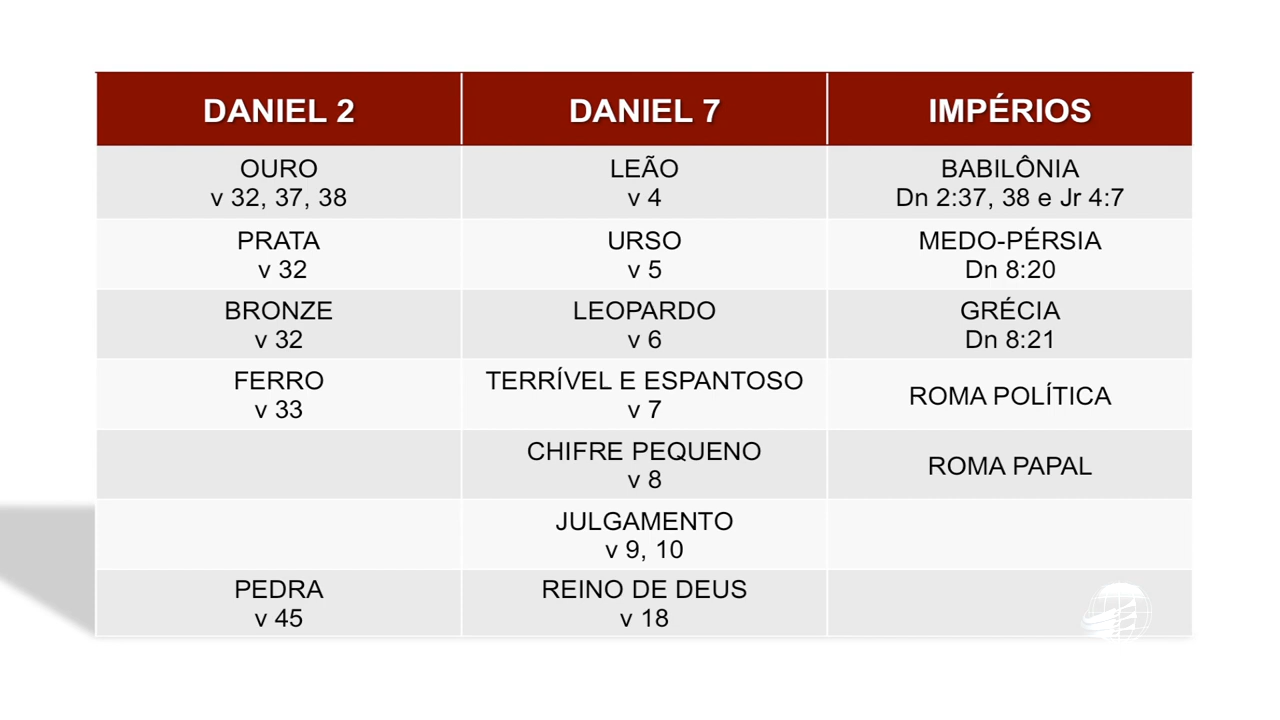 DANIEL 2
DANIEL 7
IMPÉRIOS
OURO
v 32, 37, 38
LEÃO
v 4
BABILÔNIA
Dn 2:37, 38 e Jr 4:7
PRATA
v 32
URSO
v 5
MEDO-PÉRSIA
Dn 8:20
BRONZE
v 32
LEOPARDO
v 6
GRÉCIA
Dn 8:21
FERRO
v 33
TERRÍVEL E ESPANTOSO
v 7
ROMA POLÍTICA
CHIFRE PEQUENO
v 8
ROMA PAPAL
JULGAMENTO
v 9, 10
PEDRA
v 45
REINO DE DEUS
v 18